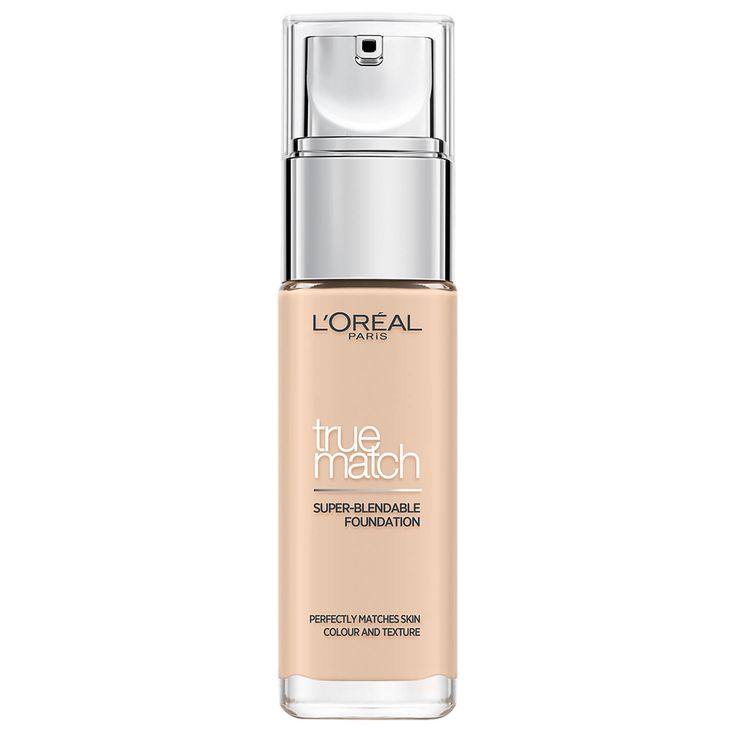 L'ORÉAL
PARIS
true
match
SUPER-BLENDABLE
FOUNDATION
PERFECTLY MATCHES SKIN
COLOUR AND TEXTURE